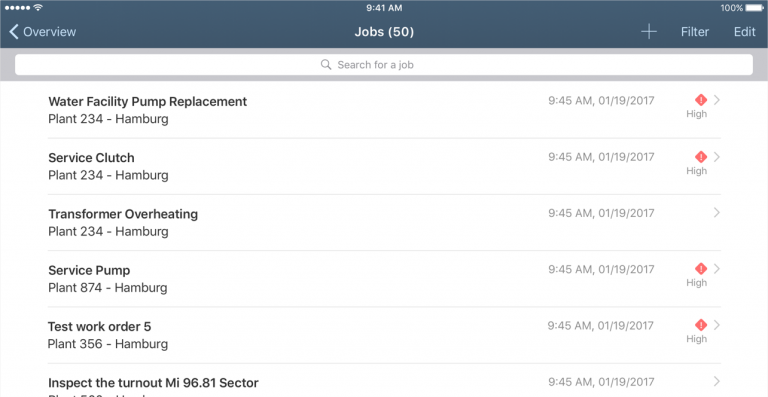 9:41 AM 100%
Overview Jobs (50) Filter Edit
Search for a job
Water Facility Pump Replacement 9:45 AM, 01/19/2017
Plant 234 - Hamburg High
Service Clutch 9:45 AM, 01/19/2017
Plant 234 - Hamburg High
Transformer Overheating 9:45 AM, 01/19/2017
Plant 234 - Hamburg
Service Pump 9:45 AM, 01/19/2017
Plant 874 - Hamburg High
Test work order 5 9:45 AM, 01/19/2017
Plant 356 - Hamburg High
Inspect the turnout Mi 96.81 Sector 9:45 AM, 01/19/2017